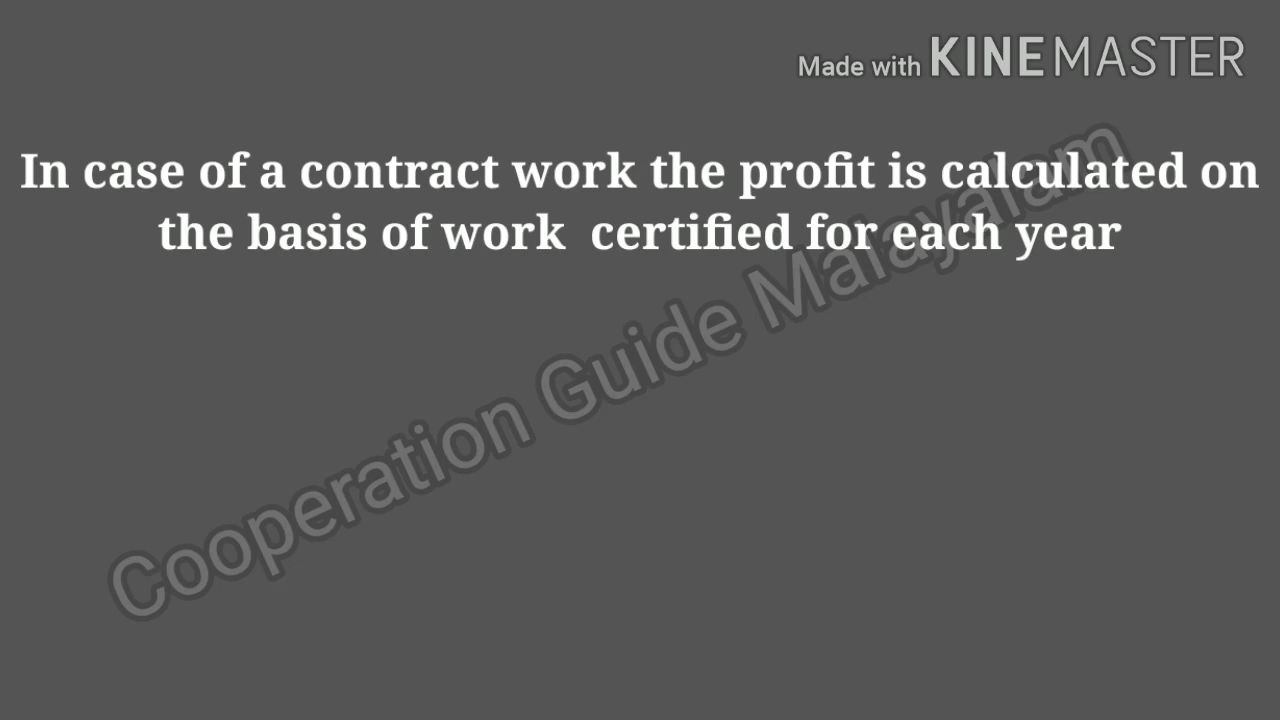 Made with KINEMASTER
In case of a contract work the profit is calculated on
the basis of work certified for each year
Cooperation Guide Malayalam